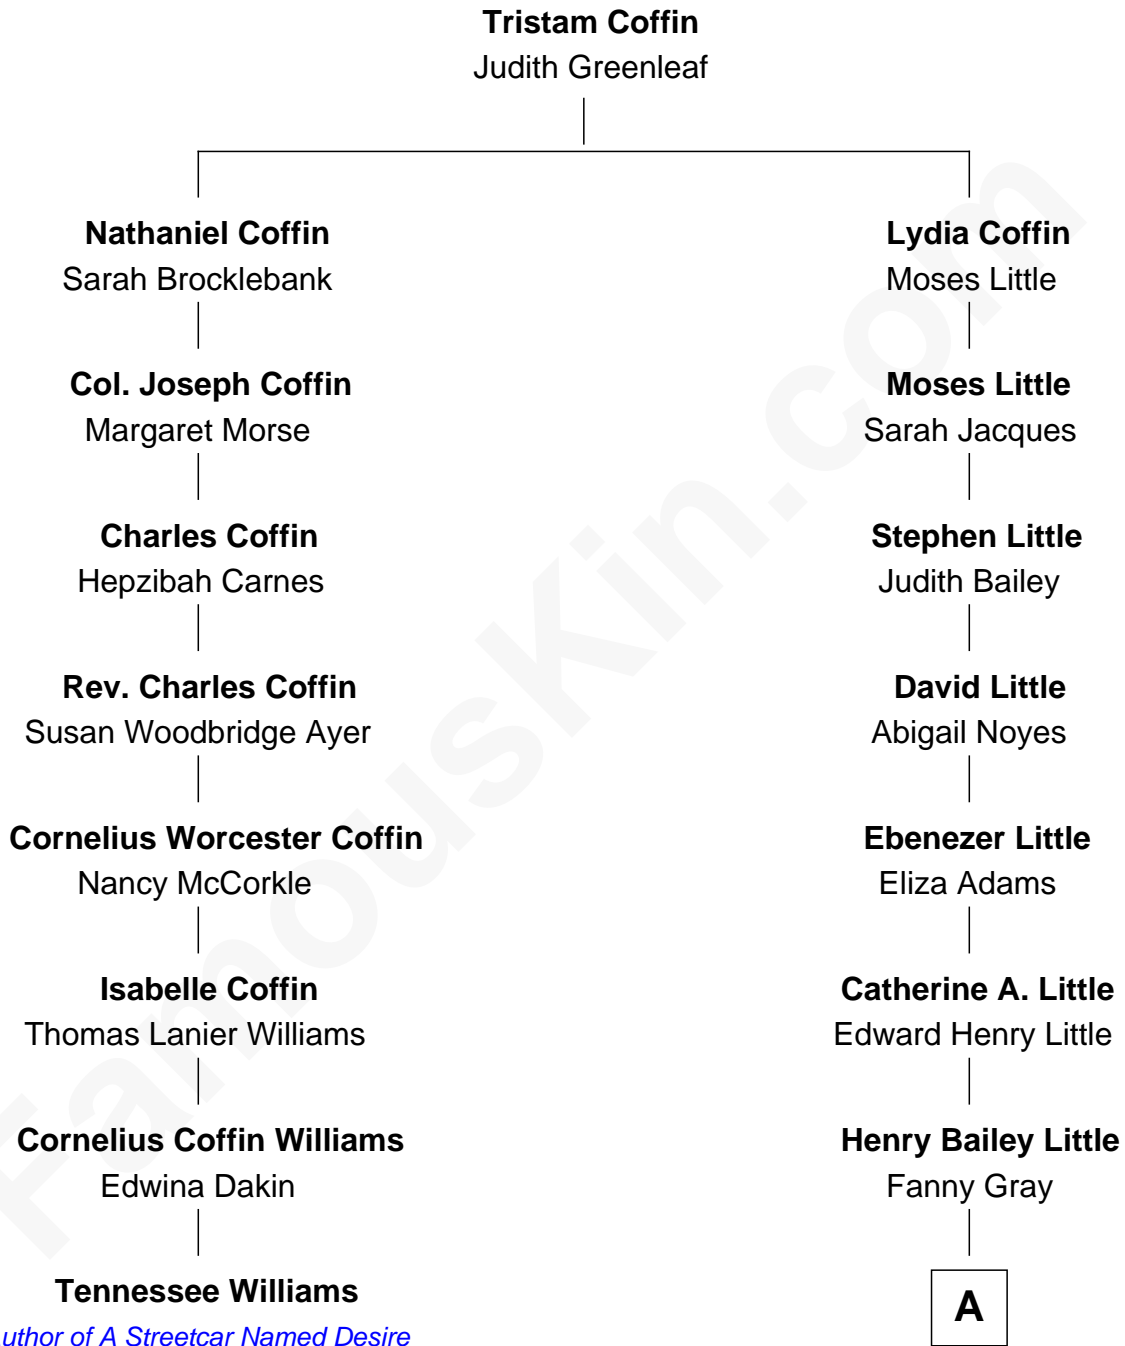 Tristam Coffin
Judith Greenleaf
Nathaniel Coffin
Sarah Brocklebank
Lydia Coffin
Moses Little
Col. Joseph Coffin
Margaret Morse
Moses Little
Sarah Jacques
Charles Coffin
Hepzibah Carnes
Stephen Little
Judith Bailey
Rev. Charles Coffin
Susan Woodbridge Ayer
David Little
Abigail Noyes
Cornelius Worcester Coffin
Nancy McCorkle
Ebenezer Little
Eliza Adams
Isabelle Coffin
Thomas Lanier Williams
Catherine A. Little
Edward Henry Little
Cornelius Coffin Williams
Edwina Dakin
Henry Bailey Little
Fanny Gray
Tennessee Williams
uthor of A Streetcar Named Desire
A
FamousKin.com